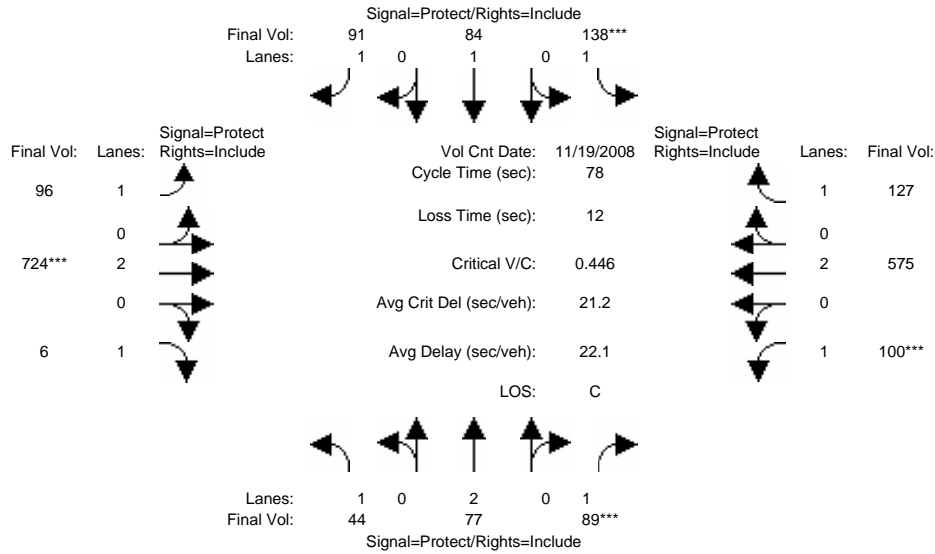 Signal=Protect/Rights=Include
Final Vol: 91 84 138***
Lanes: 1 0 1 0 1
Signal=Protect
Final Vol: Lanes: Rights=Include
Vol Cnt Date: 11/19/2008
Signal=Protect
Rights=Include Lanes: Final Vol:
Cycle Time (sec): 78
96 1
1 127
Loss Time (sec): 12
0
0
724*** 2
Critical V/C: 0.446
2 575
0
Avg Crit Del (sec/veh): 21.2
0
6 1
Avg Delay (sec/veh): 22.1
1 100***
LOS: C
Lanes: 1 0 2 0 1
Final Vol: 44 77 89***
Signal=Protect/Rights=Include